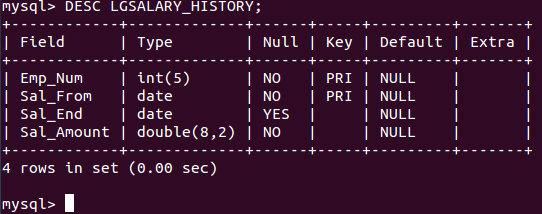 mysql> DESC LGSALARY_HISTORY;
+------------+-------------+------+-----+---------+-------+
| Field      | Type        | Null | Key | Default | Extra |
+------------+-------------+------+-----+---------+-------+
| Emp_Num    | int(5)      | NO   | PRI | NULL    |       |
| Sal_From   | date        | NO   | PRI | NULL    |       |
| Sal_End    | date        | YES  |     | NULL    |       |
| Sal_Amount | double(8,2) | NO   |     | NULL    |       |
+------------+-------------+------+-----+---------+-------+
4 rows in set (0.00 sec)
mysql>